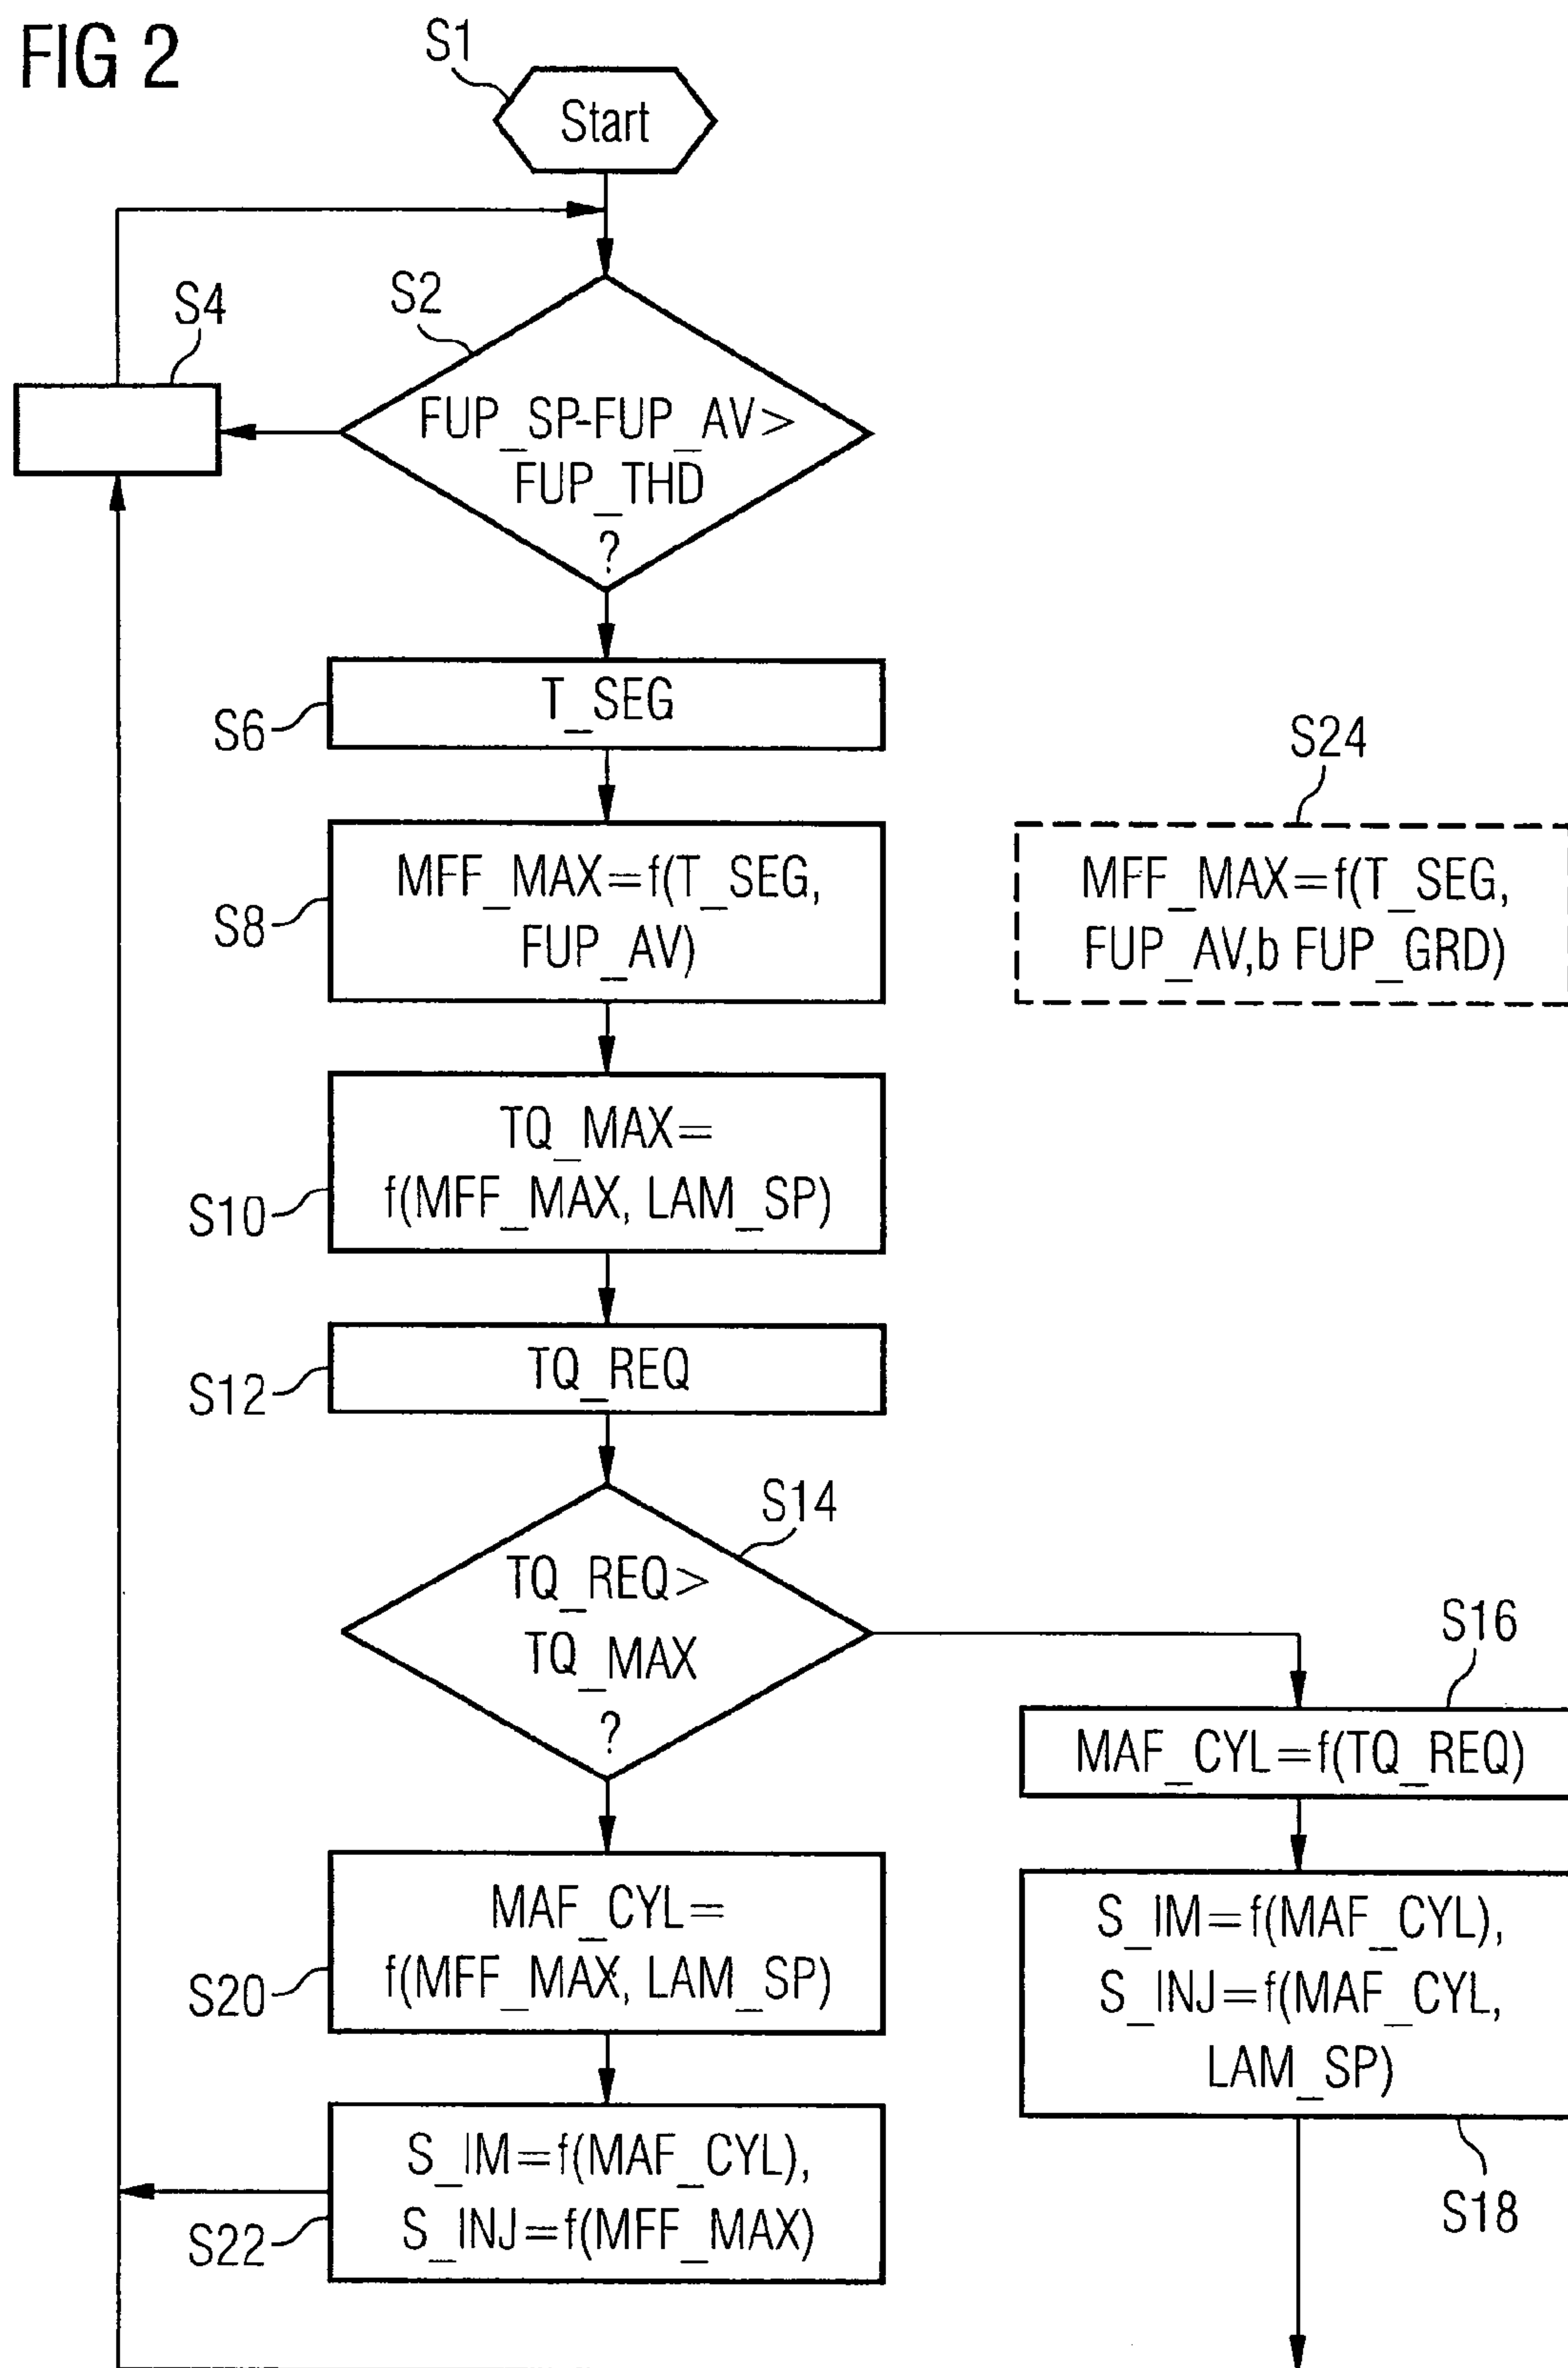 FIG 2
S1
Start
S4
S2
FUP_SP-FUP_AV>
FUP_THD
?
T_SEG
S6
S24
MFF_MAX=f(T_SEG,
FUP_AV)
S8
MFF_MAX=f(T_SEG,
FUP_AV,b FUP_GRD)
TQ_MAX=
f(MFF_MAX, LAM_SP)
S10
TQ_REQ
S12
S14
TQ_REQ>
TQ_MAX
?
S16
MAF_CYL=f(TQ_REQ)
MAF_CYL=
f(MFF_MAX, LAM_SP)
S20
S_IM=f(MAF_CYL),
S_INJ=f(MAF_CYL,
LAM_SP)
S18
S_IM=f(MAF_CYL),
S_INJ=f(MFF_MAX)
S22